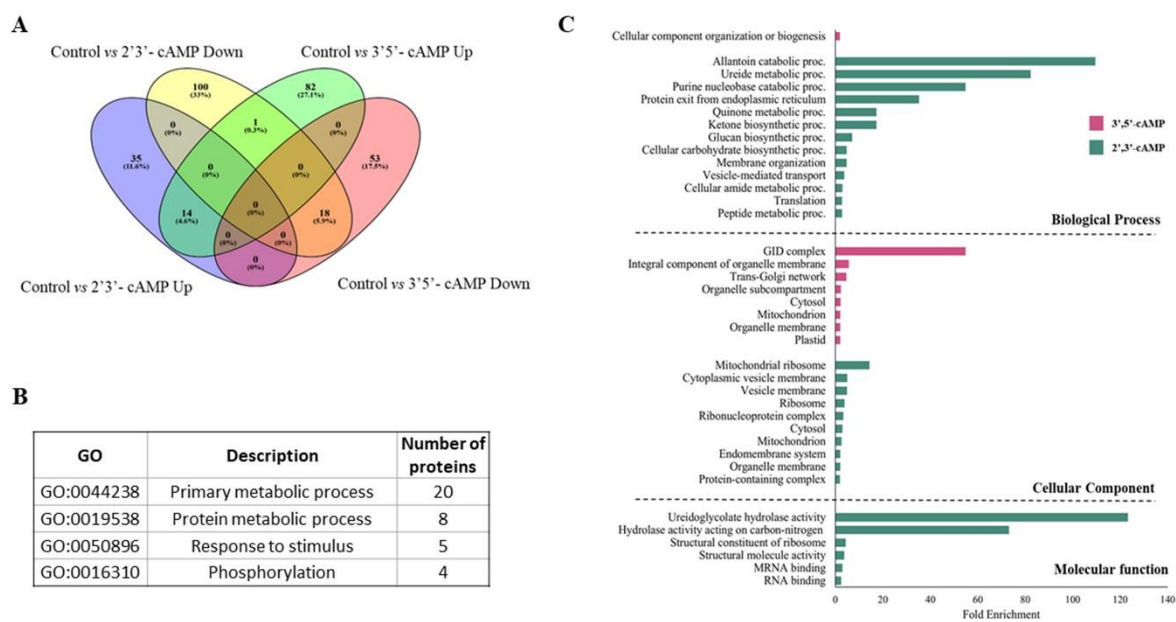 A
Control vs 2'3'- cAMP Down
Control vs 3'5'- cAMP Up
100
(33%)
82
(27.1%)
0
(0%)
1
(0.3%)
0
(0%)
35
(11.6%)
53
(17.5%)
0
(0%)
0
(0%)
14
(4.6%)
0
(0%)
18
(5.9%)
0
(0%)
0
(0%)
0
(0%)
Control vs 2'3'- cAMP Up
Control vs 3'5'- cAMP Down
B
GO Description Number of
proteins
GO:0044238 Primary metabolic process 20
GO:0019538 Protein metabolic process 8
GO:0050896 Response to stimulus 5
GO:0016310 Phosphorylation 4
C
Cellular component organization or biogenesis
Allantoin catabolic proc.
Ureide metabolic proc.
Purine nucleobase catabolic proc.
Protein exit from endoplasmic reticulum
Quinone metabolic proc.
Ketone biosynthetic proc.
Glucan biosynthetic proc.
Cellular carbohydrate biosynthetic proc.
Membrane organization
Vesicle-mediated transport
Cellular amide metabolic proc.
Translation
Peptide metabolic proc.
3',5'-cAMP
2',3'-cAMP
Biological Process
GID complex
Integral component of organelle membrane
Trans-Golgi network
Organelle subcompartment
Cytosol
Mitochondrion
Organelle membrane
Plastid
Mitochondrial ribosome
Cytoplasmic vesicle membrane
Vesicle membrane
Ribosome
Ribonucleoprotein complex
Cytosol
Mitochondrion
Endomembrane system
Organelle membrane
Protein-containing complex
Cellular Component
Ureidoglycolate hydrolase activity
Hydrolase activity acting on carbon-nitrogen
Structural constituent of ribosome
Structural molecule activity
MRNA binding
RNA binding
Molecular function
0 20 40 60 80 100 120 140
Fold Enrichment